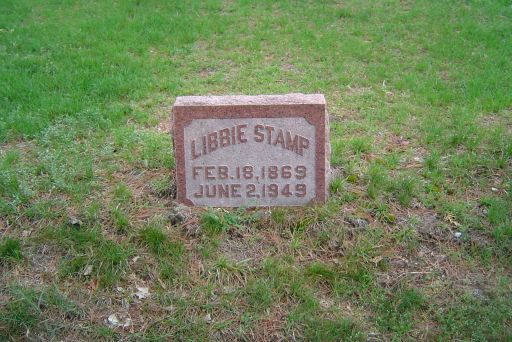 LIBBIE STAMP
FEB. 18, 1869
JUNE 2, 1949